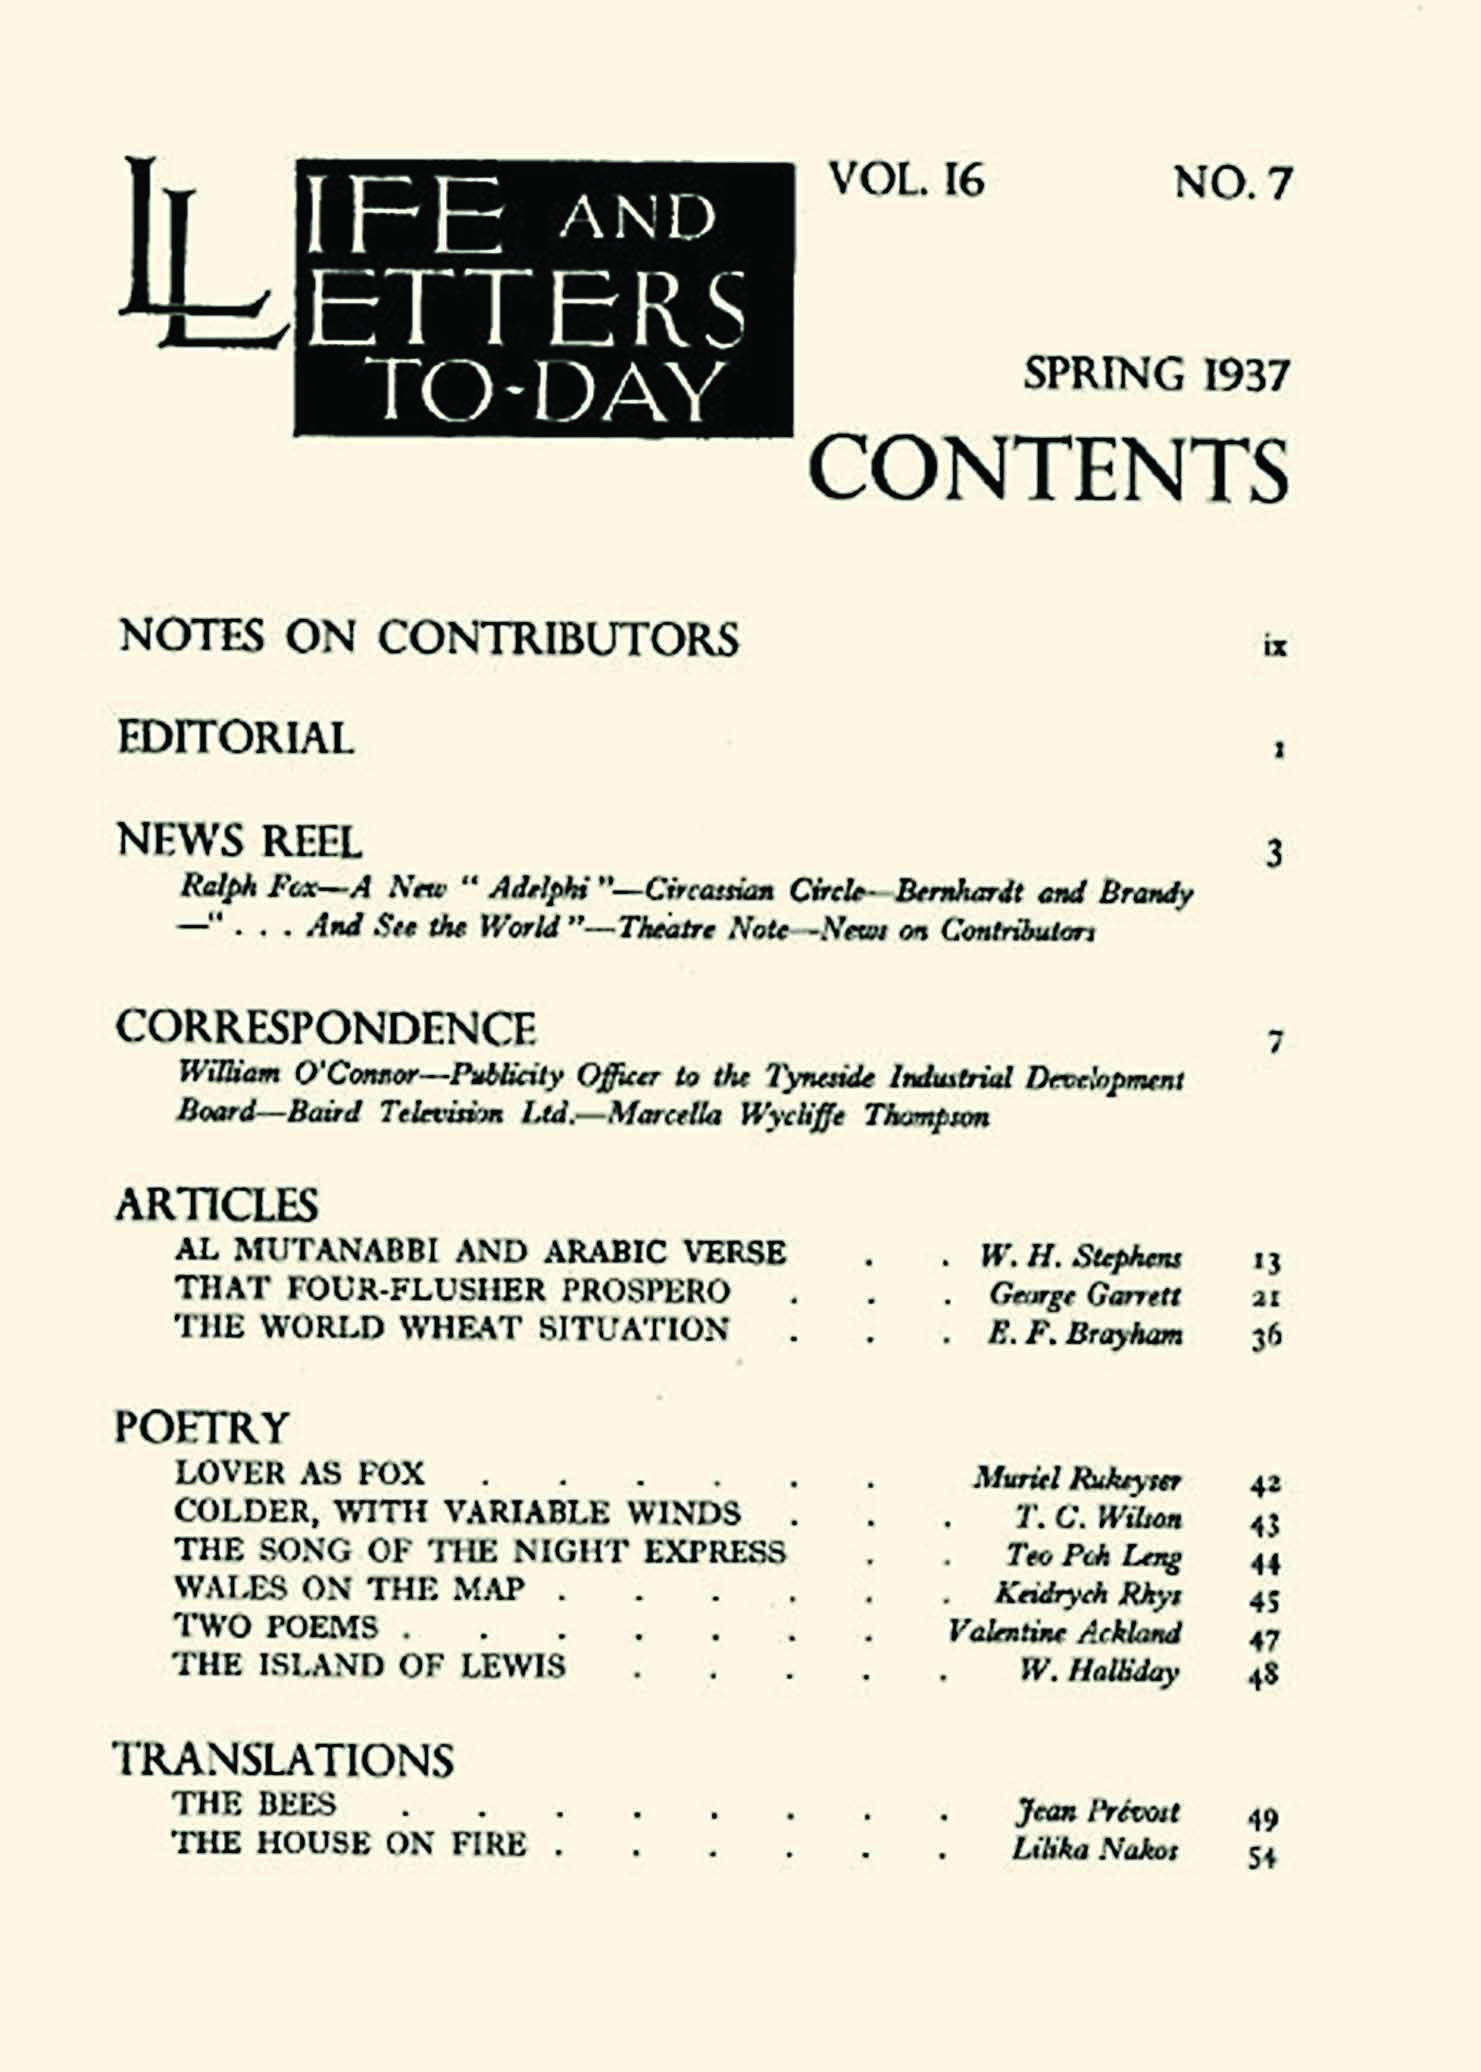 LIFE AND
LETTERS
TO-DAY
VOL. 16 NO. 7
SPRING 1937
CONTENTS
NOTES ON CONTRIBUTORS ix
EDITORIAL 1
NEWS REEL 3
Ralph Fox—A New “ Adelphi ”—Circassian Circle—Bernhardt and Brandy
—“ . . . And See the World ”—Theatre Note—News on Contributors
CORRESPONDENCE 7
William O'Connor—Publicity Officer to the Tyneside Industrial Development
Board—Baird Television Ltd.—Marcella Wycliffe Thompson
ARTICLES
AL MUTANABBI AND ARABIC VERSE . . W. H. Stephens 13
THAT FOUR-FLUSHER PROSPERO . . . George Garrett 21
THE WORLD WHEAT SITUATION . . . E. F. Brayham 36
POETRY
LOVER AS FOX . . . . . . Muriel Rukeyser 42
COLDER, WITH VARIABLE WINDS . . . T. C. Wilson 43
THE SONG OF THE NIGHT EXPRESS . . Teo Poh Leng 44
WALES ON THE MAP . . . . . . Keidrych Rhys 45
TWO POEMS . . . . . . . Valentine Ackland 47
THE ISLAND OF LEWIS . . . . . W. Halliday 48
TRANSLATIONS
THE BEES . . . . . . . . Jean Prévost 49
THE HOUSE ON FIRE . . . . . . Lilika Nakos 54